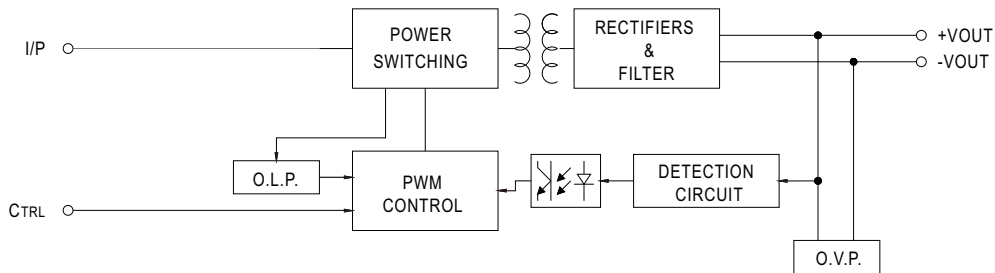 I/P
POWER
SWITCHING
RECTIFIERS
&
FILTER
+VOUT
-VOUT
O.L.P.
PWM
CONTROL
DETECTION
CIRCUIT
CTRL
O.V.P.